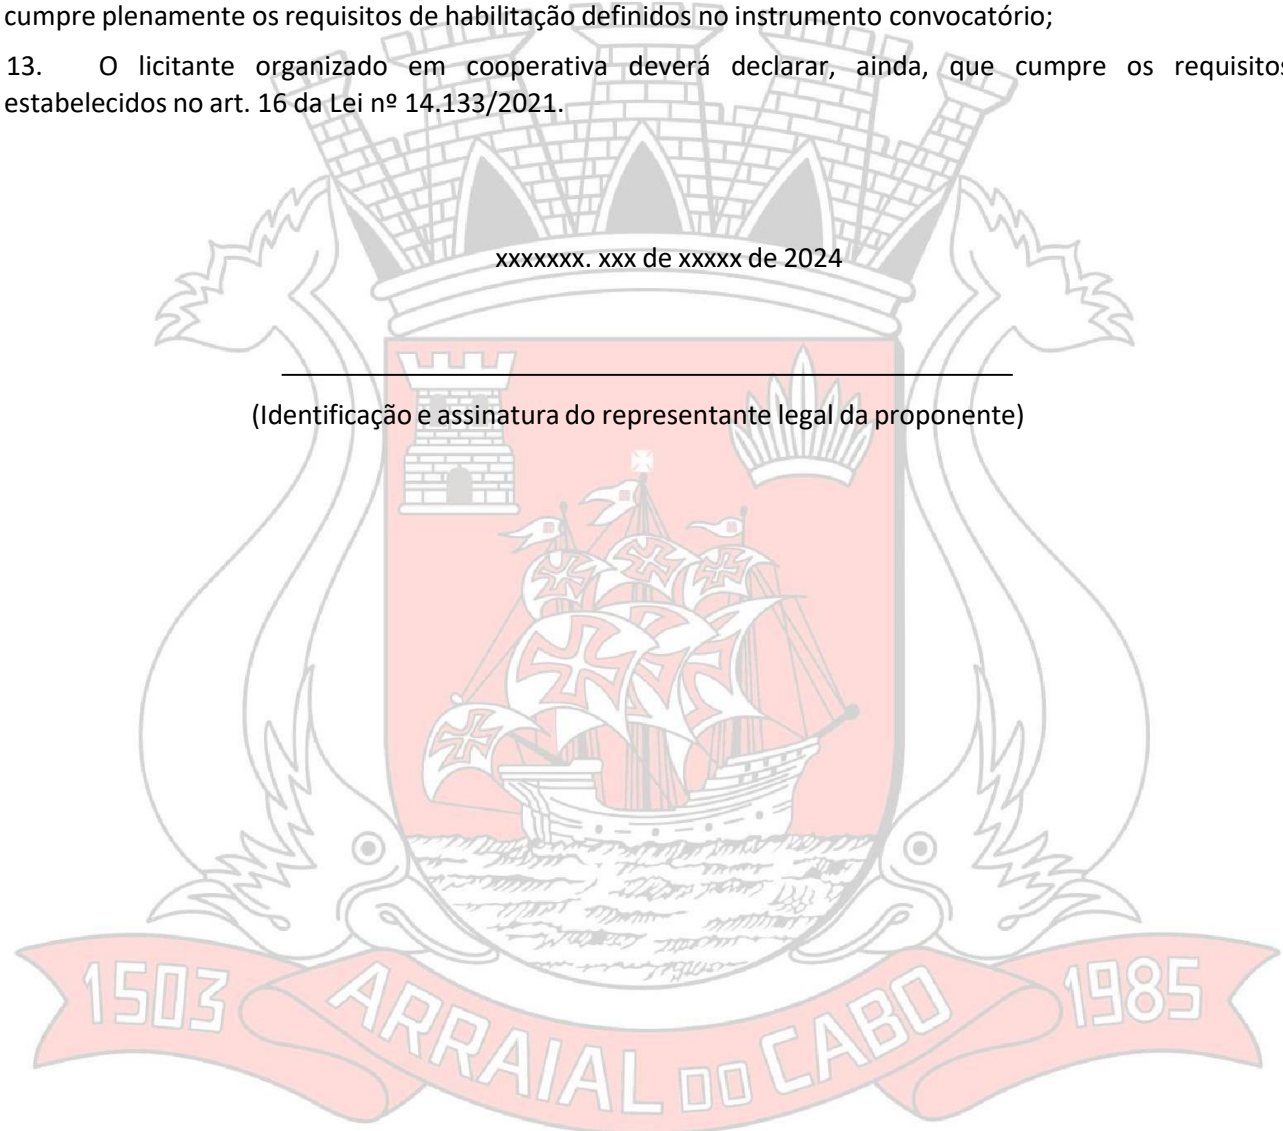 cumpre plenamente os requisitos de habilitação definidos no instrumento convocatório;
13. O licitante organizado em cooperativa deverá declarar, ainda, que cumpre os requisitos
estabelecidos no art. 16 da Lei nº 14.133/2021.
xxxxxxx. xxx de xxxxx de 2024
(Identificação e assinatura do representante legal da proponente)
1503 ARRAIAL DO CABO 1985